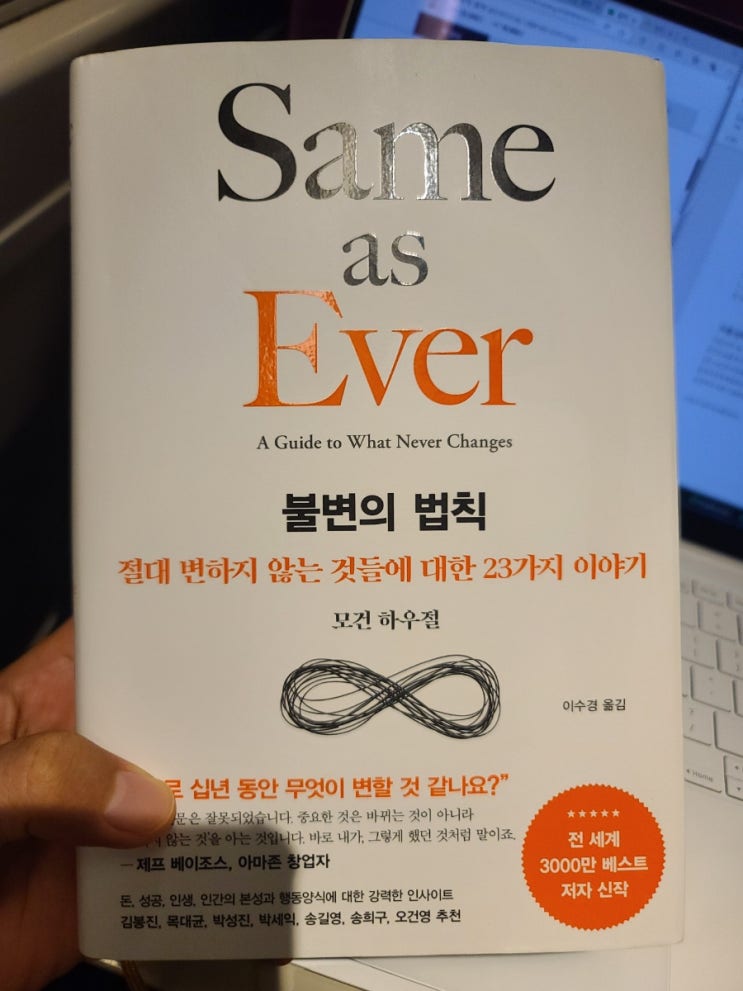 Same
as
Ever
A Guide to What Never Changes
불변의 법칙
절대 변하지 않는 것들에 대한 23가지 이야기
모건 하우절
이수경 옮김
로 십년 동안 무엇이 변할 것 같나요?”
문은 잘못되었습니다. 중요한 것은 바뀌는 것이 아니라
않는 것'을 아는 것입니다. 바로 내가, 그렇게 했던 것처럼 말이죠.
— 제프 베이조스, 아마존 창업자
돈, 성공, 인생, 인간의 본성과 행동양식에 대한 강력한 인사이트
김봉진, 목대균, 박성진, 박세익, 송길영, 송희구, 오건영 추천
★★★★★
전 세계
3000만 베스트
저자 신작